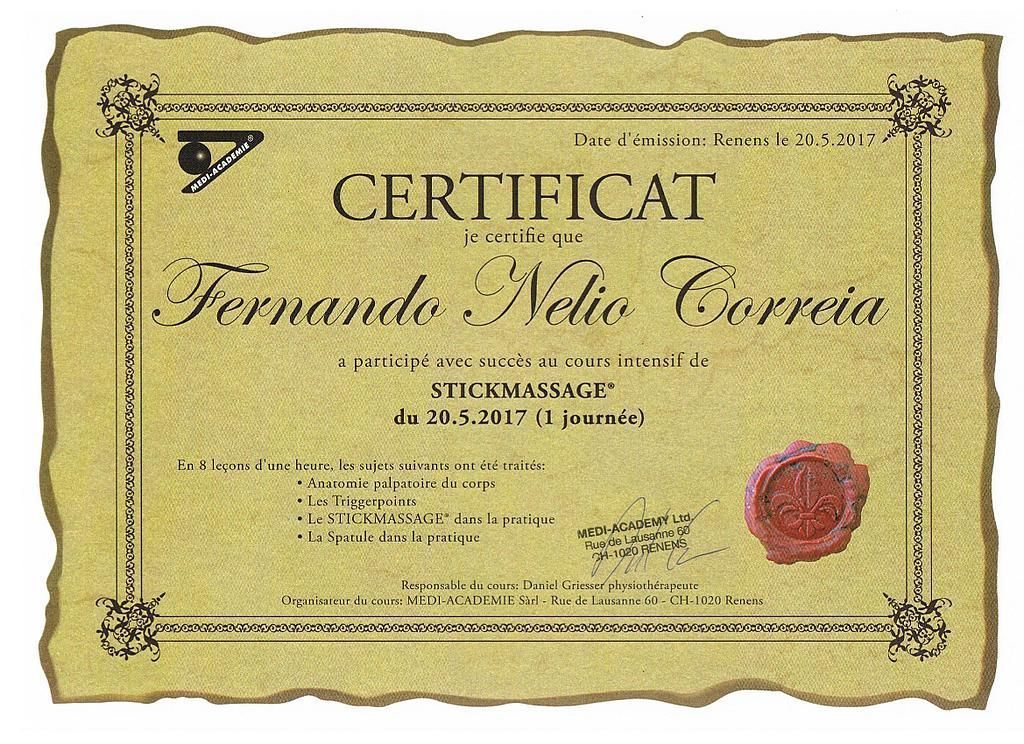 MEDI-ACADEMIE®
Date d'émission: Renens le 20.5.2017
CERTIFICAT
je certifie que
Fernando Nelio Correia
a participé avec succès au cours intensif de
STICKMASSAGE®
du 20.5.2017 (1 journée)
En 8 leçons d'une heure, les sujets suivants ont été traités:
• Anatomie palpatoire du corps
• Les Triggerpoints
• Le STICKMASSAGE® dans la pratique
• La Spatule dans la pratique
MEDI-ACADEMY Ltd.
Rue de Lausanne 60
CH-1020 RENENS
Responsable du cours: Daniel Griesser physiothérapeute
Organisateur du cours: MEDI-ACADEMIE Sàrl - Rue de Lausanne 60 - CH-1020 Renens